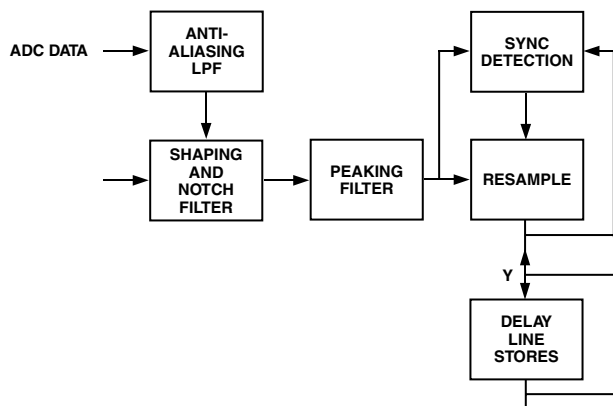 ADC DATA
ANTI-
ALIASING
LPF
SYNC
DETECTION
SHAPING
AND
NOTCH
FILTER
PEAKING
FILTER
RESAMPLE
Y
DELAY
LINE
STORES